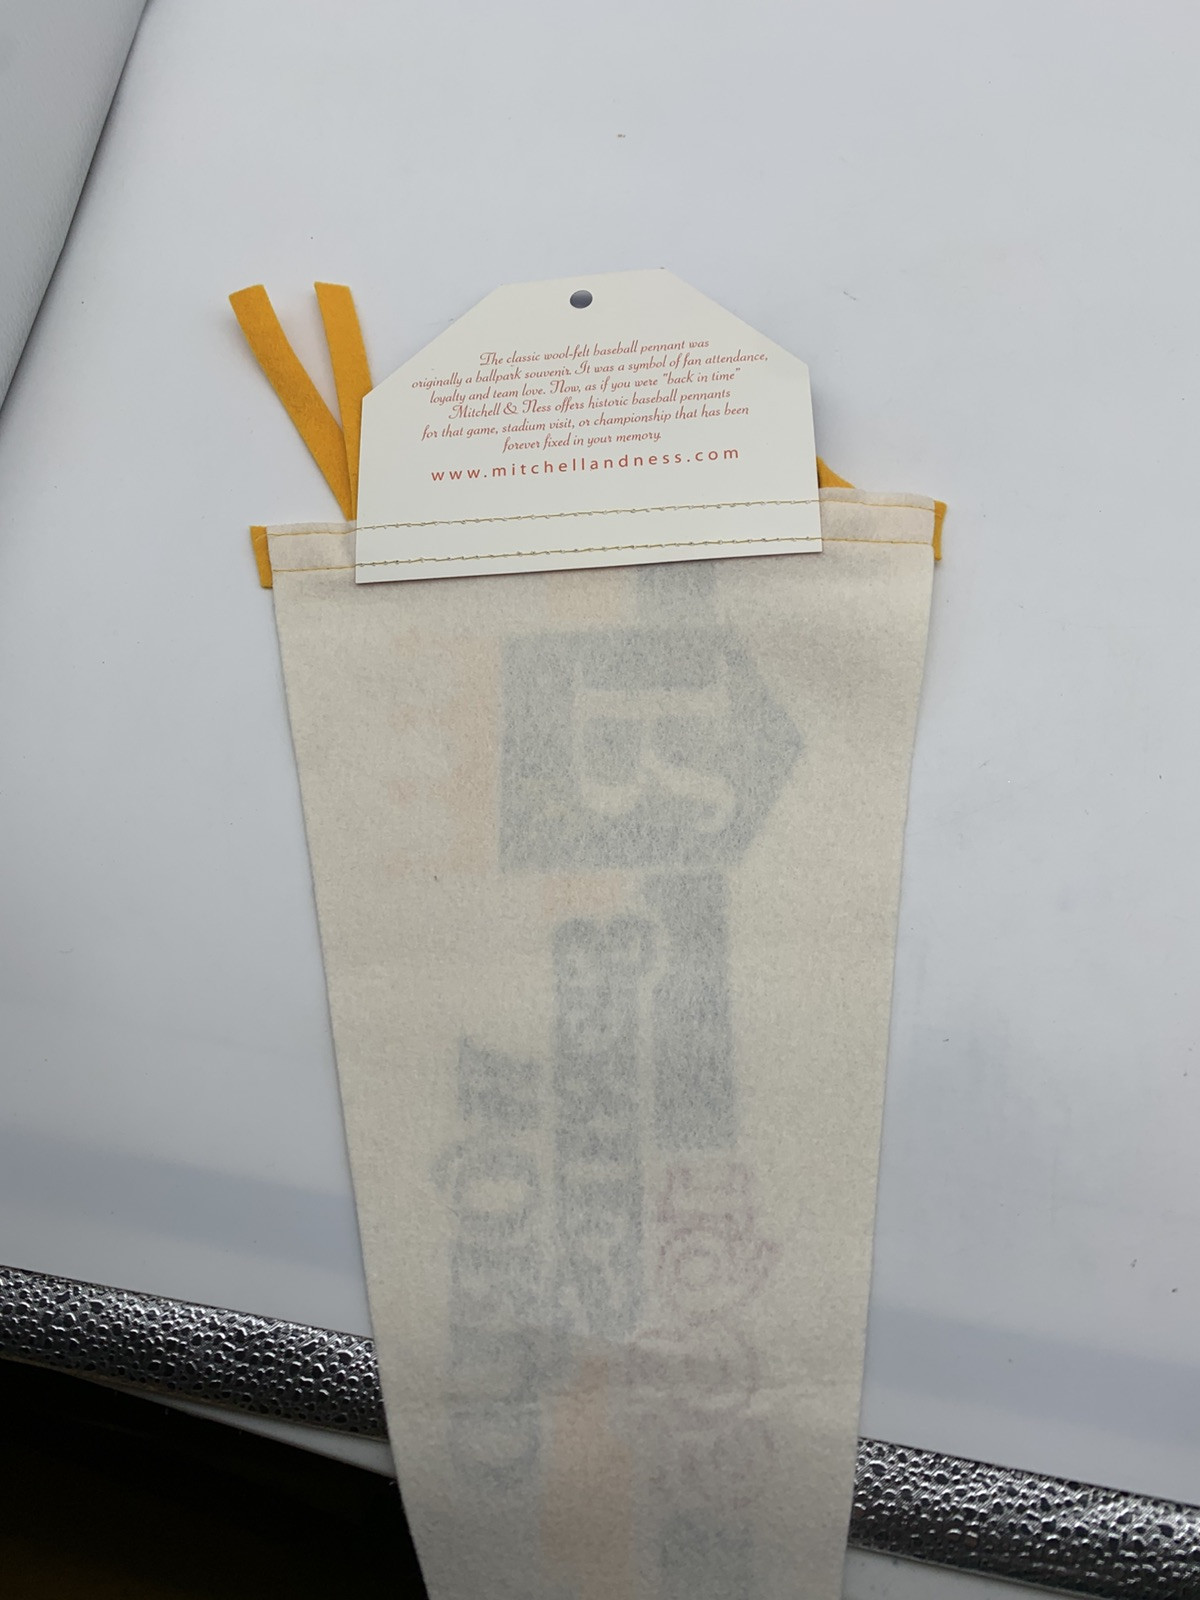 The classic wool-felt baseball pennant was
originally a ballpark souvenir. It was a symbol of fan attendance,
loyalty and team love. Now, as if you were "back in time"
Mitchell & Ness offers historic baseball pennants
for that game, stadium visit, or championship that has been
forever fixed in your memory.
www.mitchellandness.com